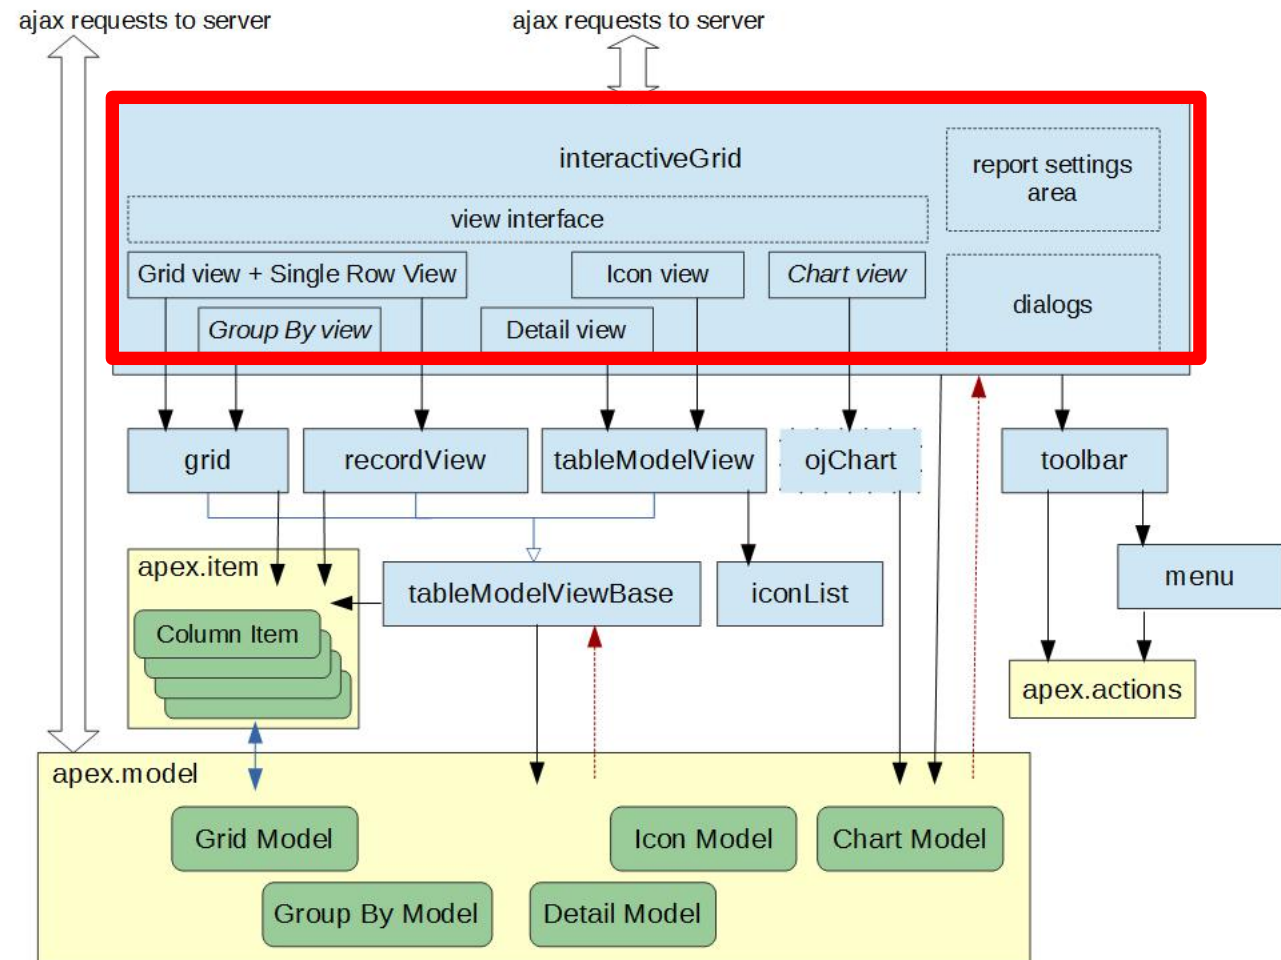 ajax requests to server
ajax requests to server
interactiveGrid
report settings
area
view interface
Grid view + Single Row View
Icon view
Chart view
dialogs
Group By view
Detail view
grid
recordView
tableModelView
ojChart
toolbar
apex.item
tableModelViewBase
iconList
menu
Column Item
apex.actions
apex.model
Grid Model
Icon Model
Chart Model
Group By Model
Detail Model